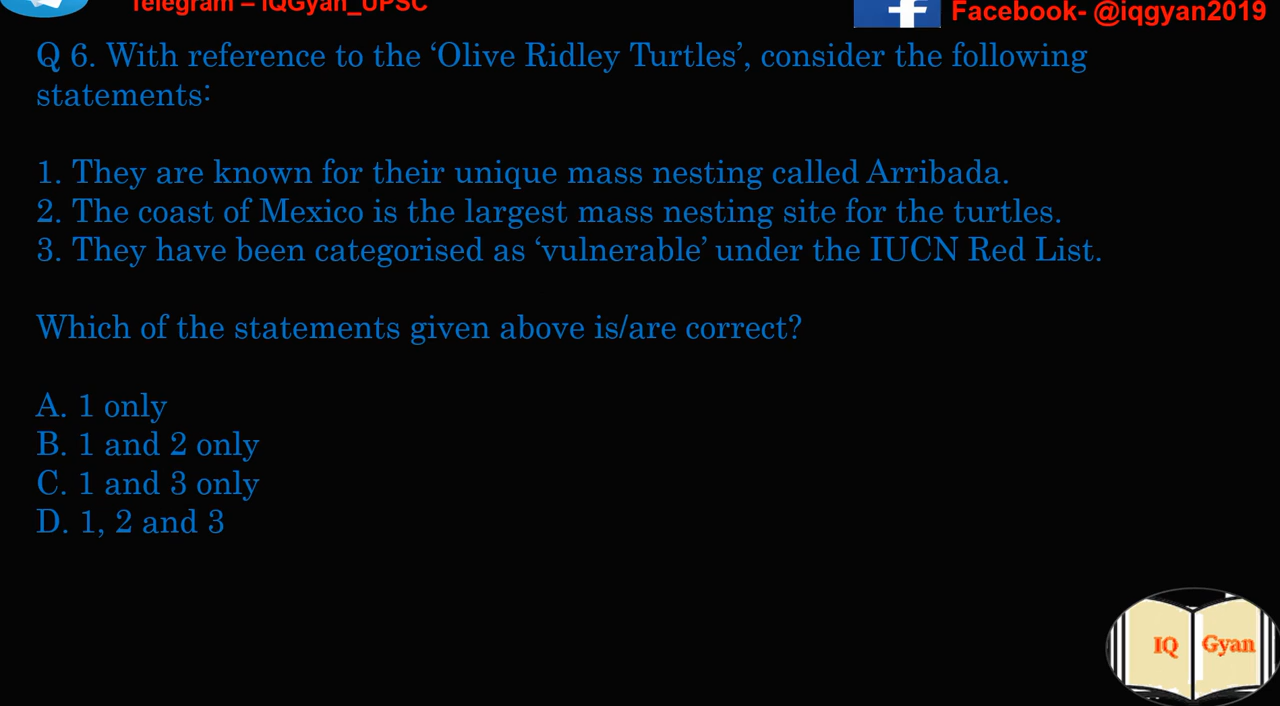 Telegram – IQGyan_UPSC
Facebook- @iqgyan2019
Q 6. With reference to the ‘Olive Ridley Turtles’, consider the following
statements:
1. They are known for their unique mass nesting called Arribada.
2. The coast of Mexico is the largest mass nesting site for the turtles.
3. They have been categorised as ‘vulnerable’ under the IUCN Red List.
Which of the statements given above is/are correct?
A. 1 only
B. 1 and 2 only
C. 1 and 3 only
D. 1, 2 and 3
IQ Gyan